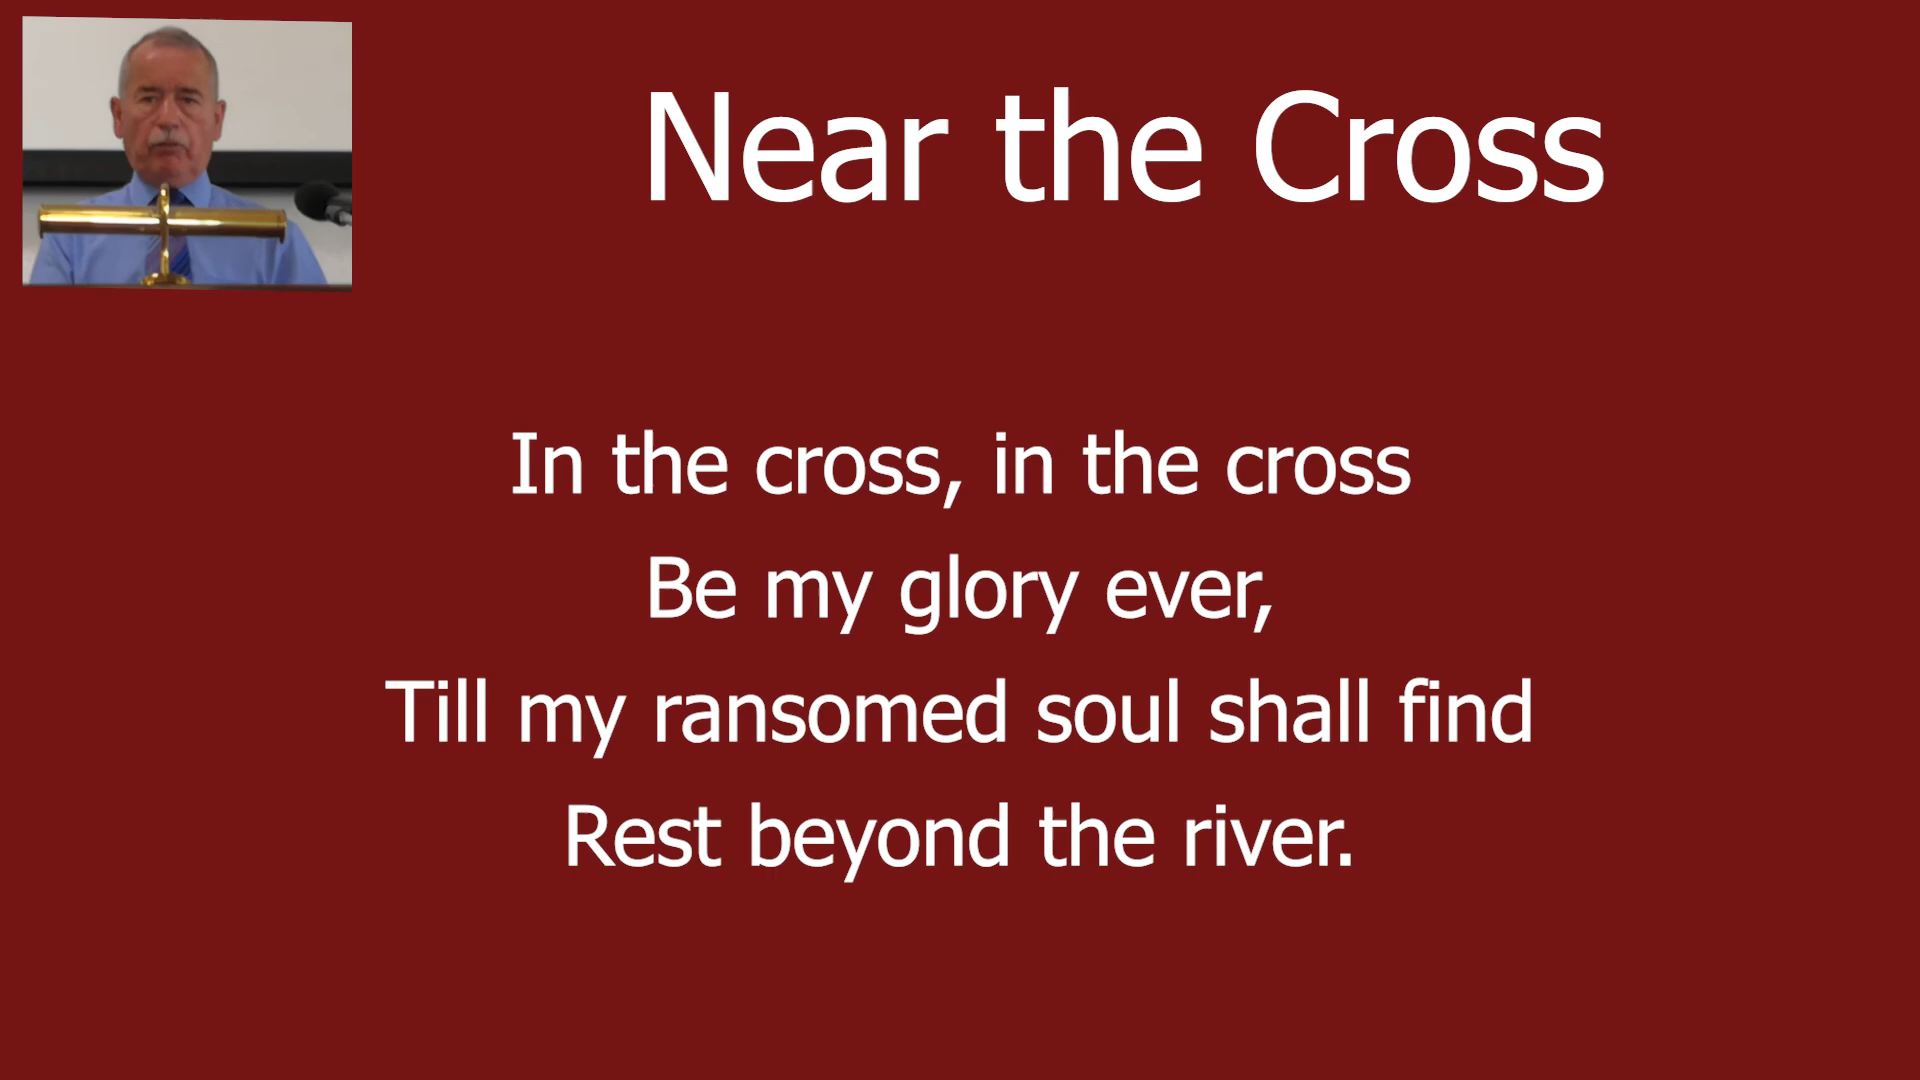 Near the Cross
In the cross, in the cross
Be my glory ever,
Till my ransomed soul shall find
Rest beyond the river.